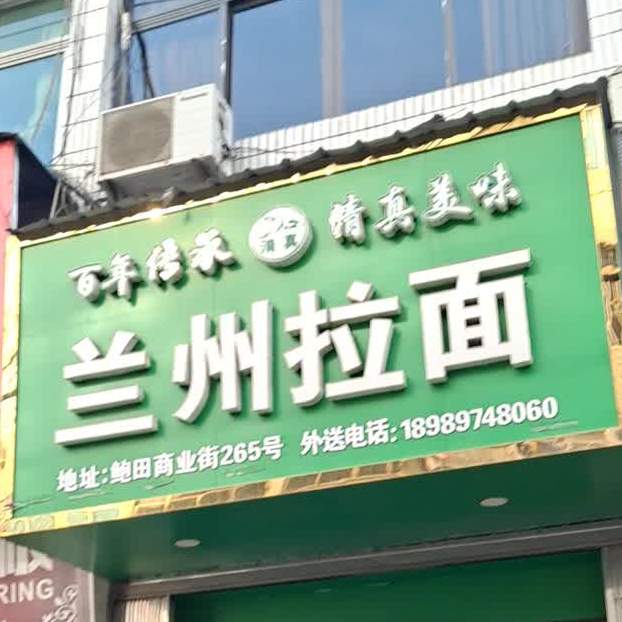 百年传承 清真 清真美味
兰州拉面
地址:鲍田商业街265号 外送电话:18989748060
RING